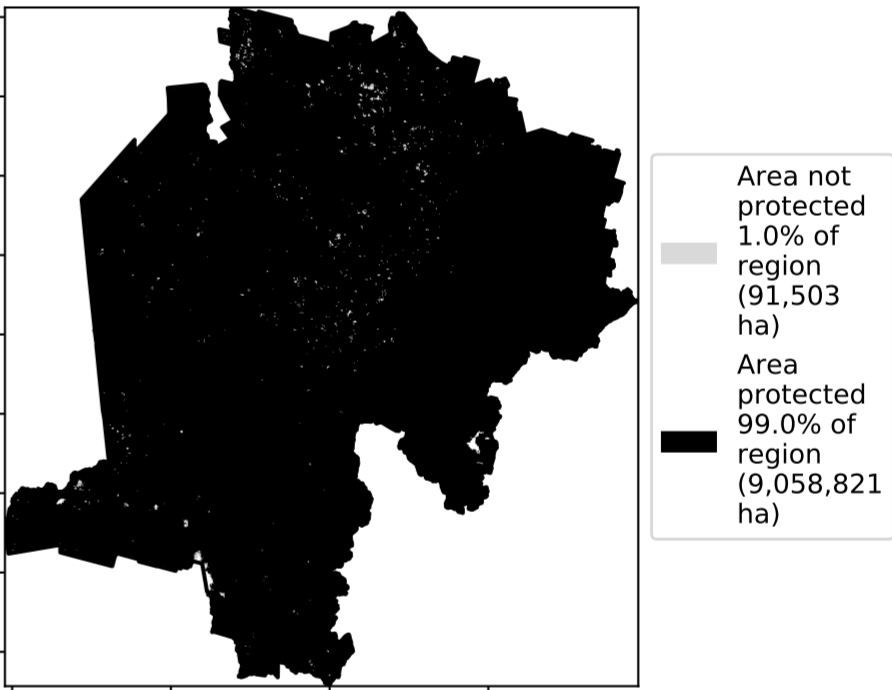 Area not
protected
1.0% of
region
(91,503
ha)
Area
protected
99.0% of
region
(9,058,821
ha)